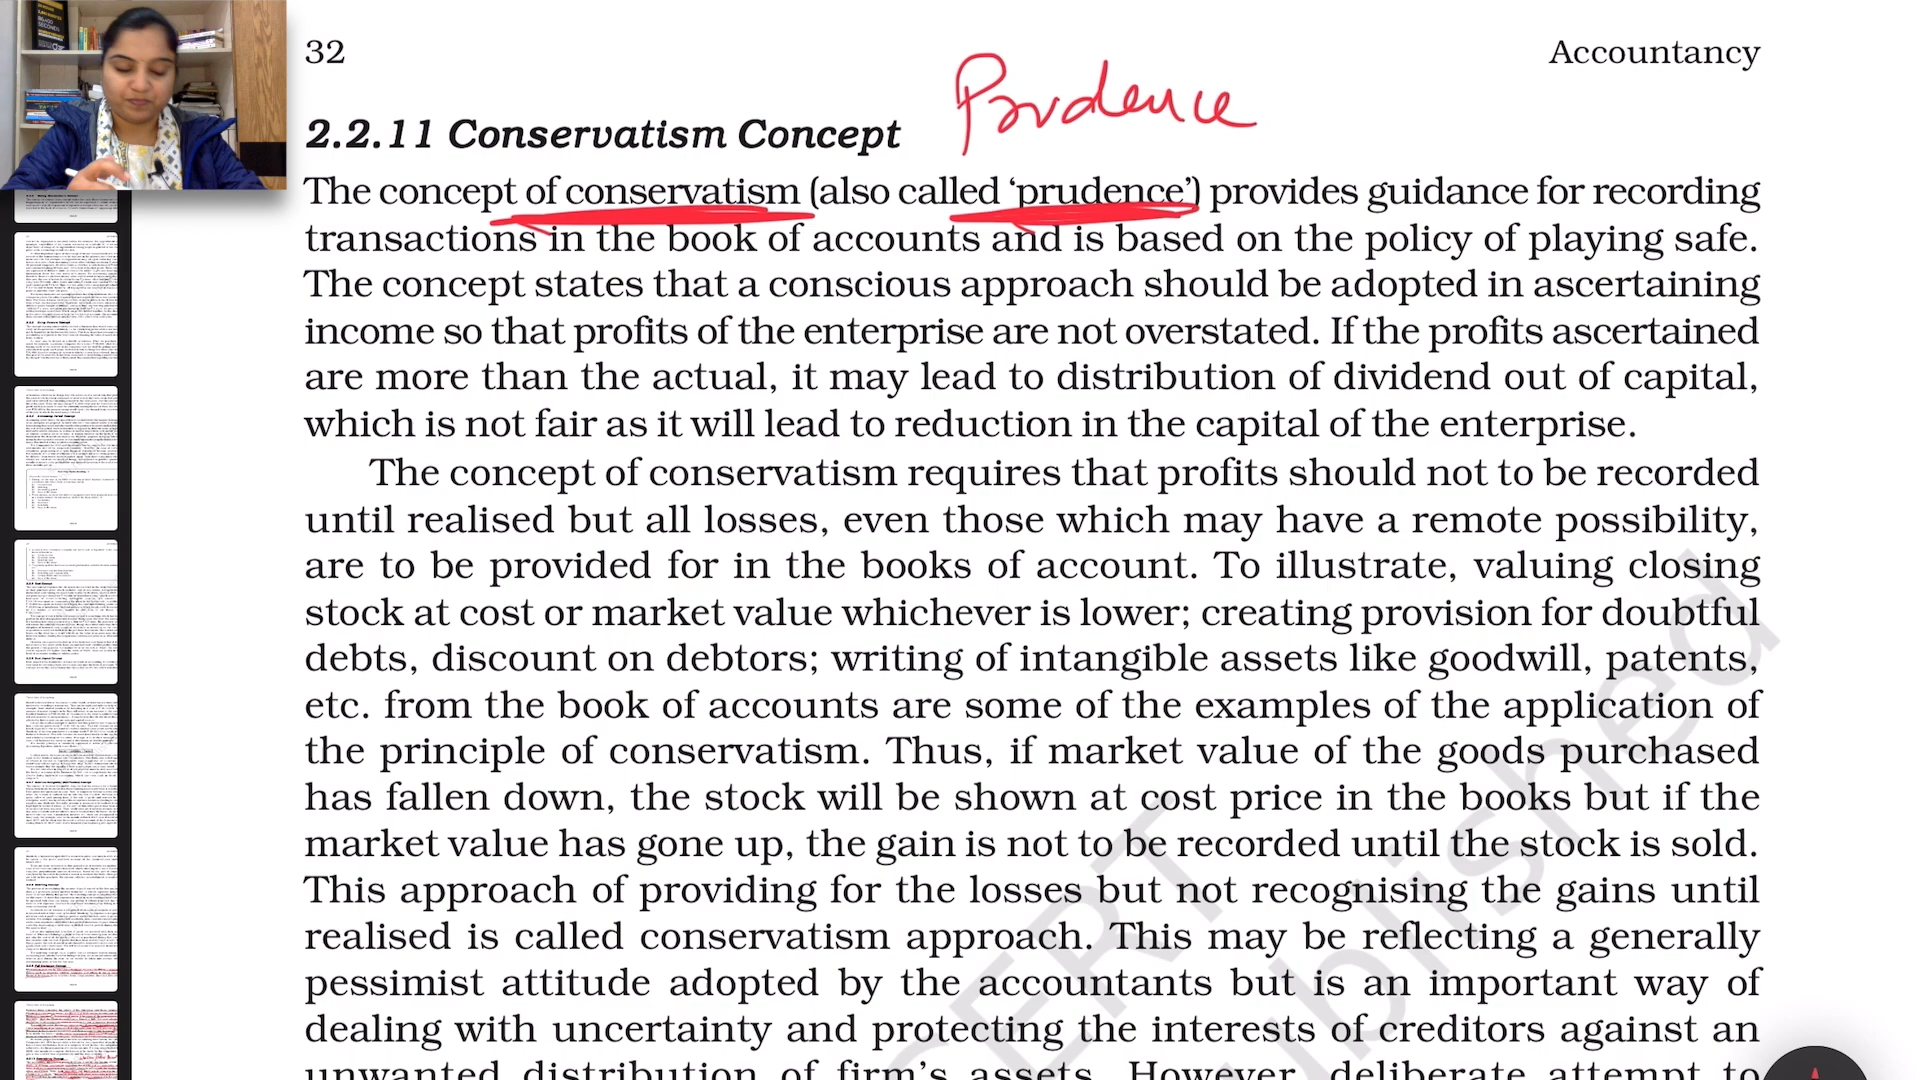 32
Accountancy
Prudence
2.2.11 Conservatism Concept
The concept of conservatism (also called ‘prudence’) provides guidance for recording
transactions in the book of accounts and is based on the policy of playing safe.
The concept states that a conscious approach should be adopted in ascertaining
income so that profits of the enterprise are not overstated. If the profits ascertained
are more than the actual, it may lead to distribution of dividend out of capital,
which is not fair as it will lead to reduction in the capital of the enterprise.
The concept of conservatism requires that profits should not to be recorded
until realised but all losses, even those which may have a remote possibility,
are to be provided for in the books of account. To illustrate, valuing closing
stock at cost or market value whichever is lower; creating provision for doubtful
debts, discount on debtors; writing of intangible assets like goodwill, patents,
etc. from the book of accounts are some of the examples of the application of
the principle of conservatism. Thus, if market value of the goods purchased
has fallen down, the stock will be shown at cost price in the books but if the
market value has gone up, the gain is not to be recorded until the stock is sold.
This approach of providing for the losses but not recognising the gains until
realised is called conservatism approach. This may be reflecting a generally
pessimist attitude adopted by the accountants but is an important way of
dealing with uncertainty and protecting the interests of creditors against an
unwanted distribution of firm’s assets. However, deliberate attempt to